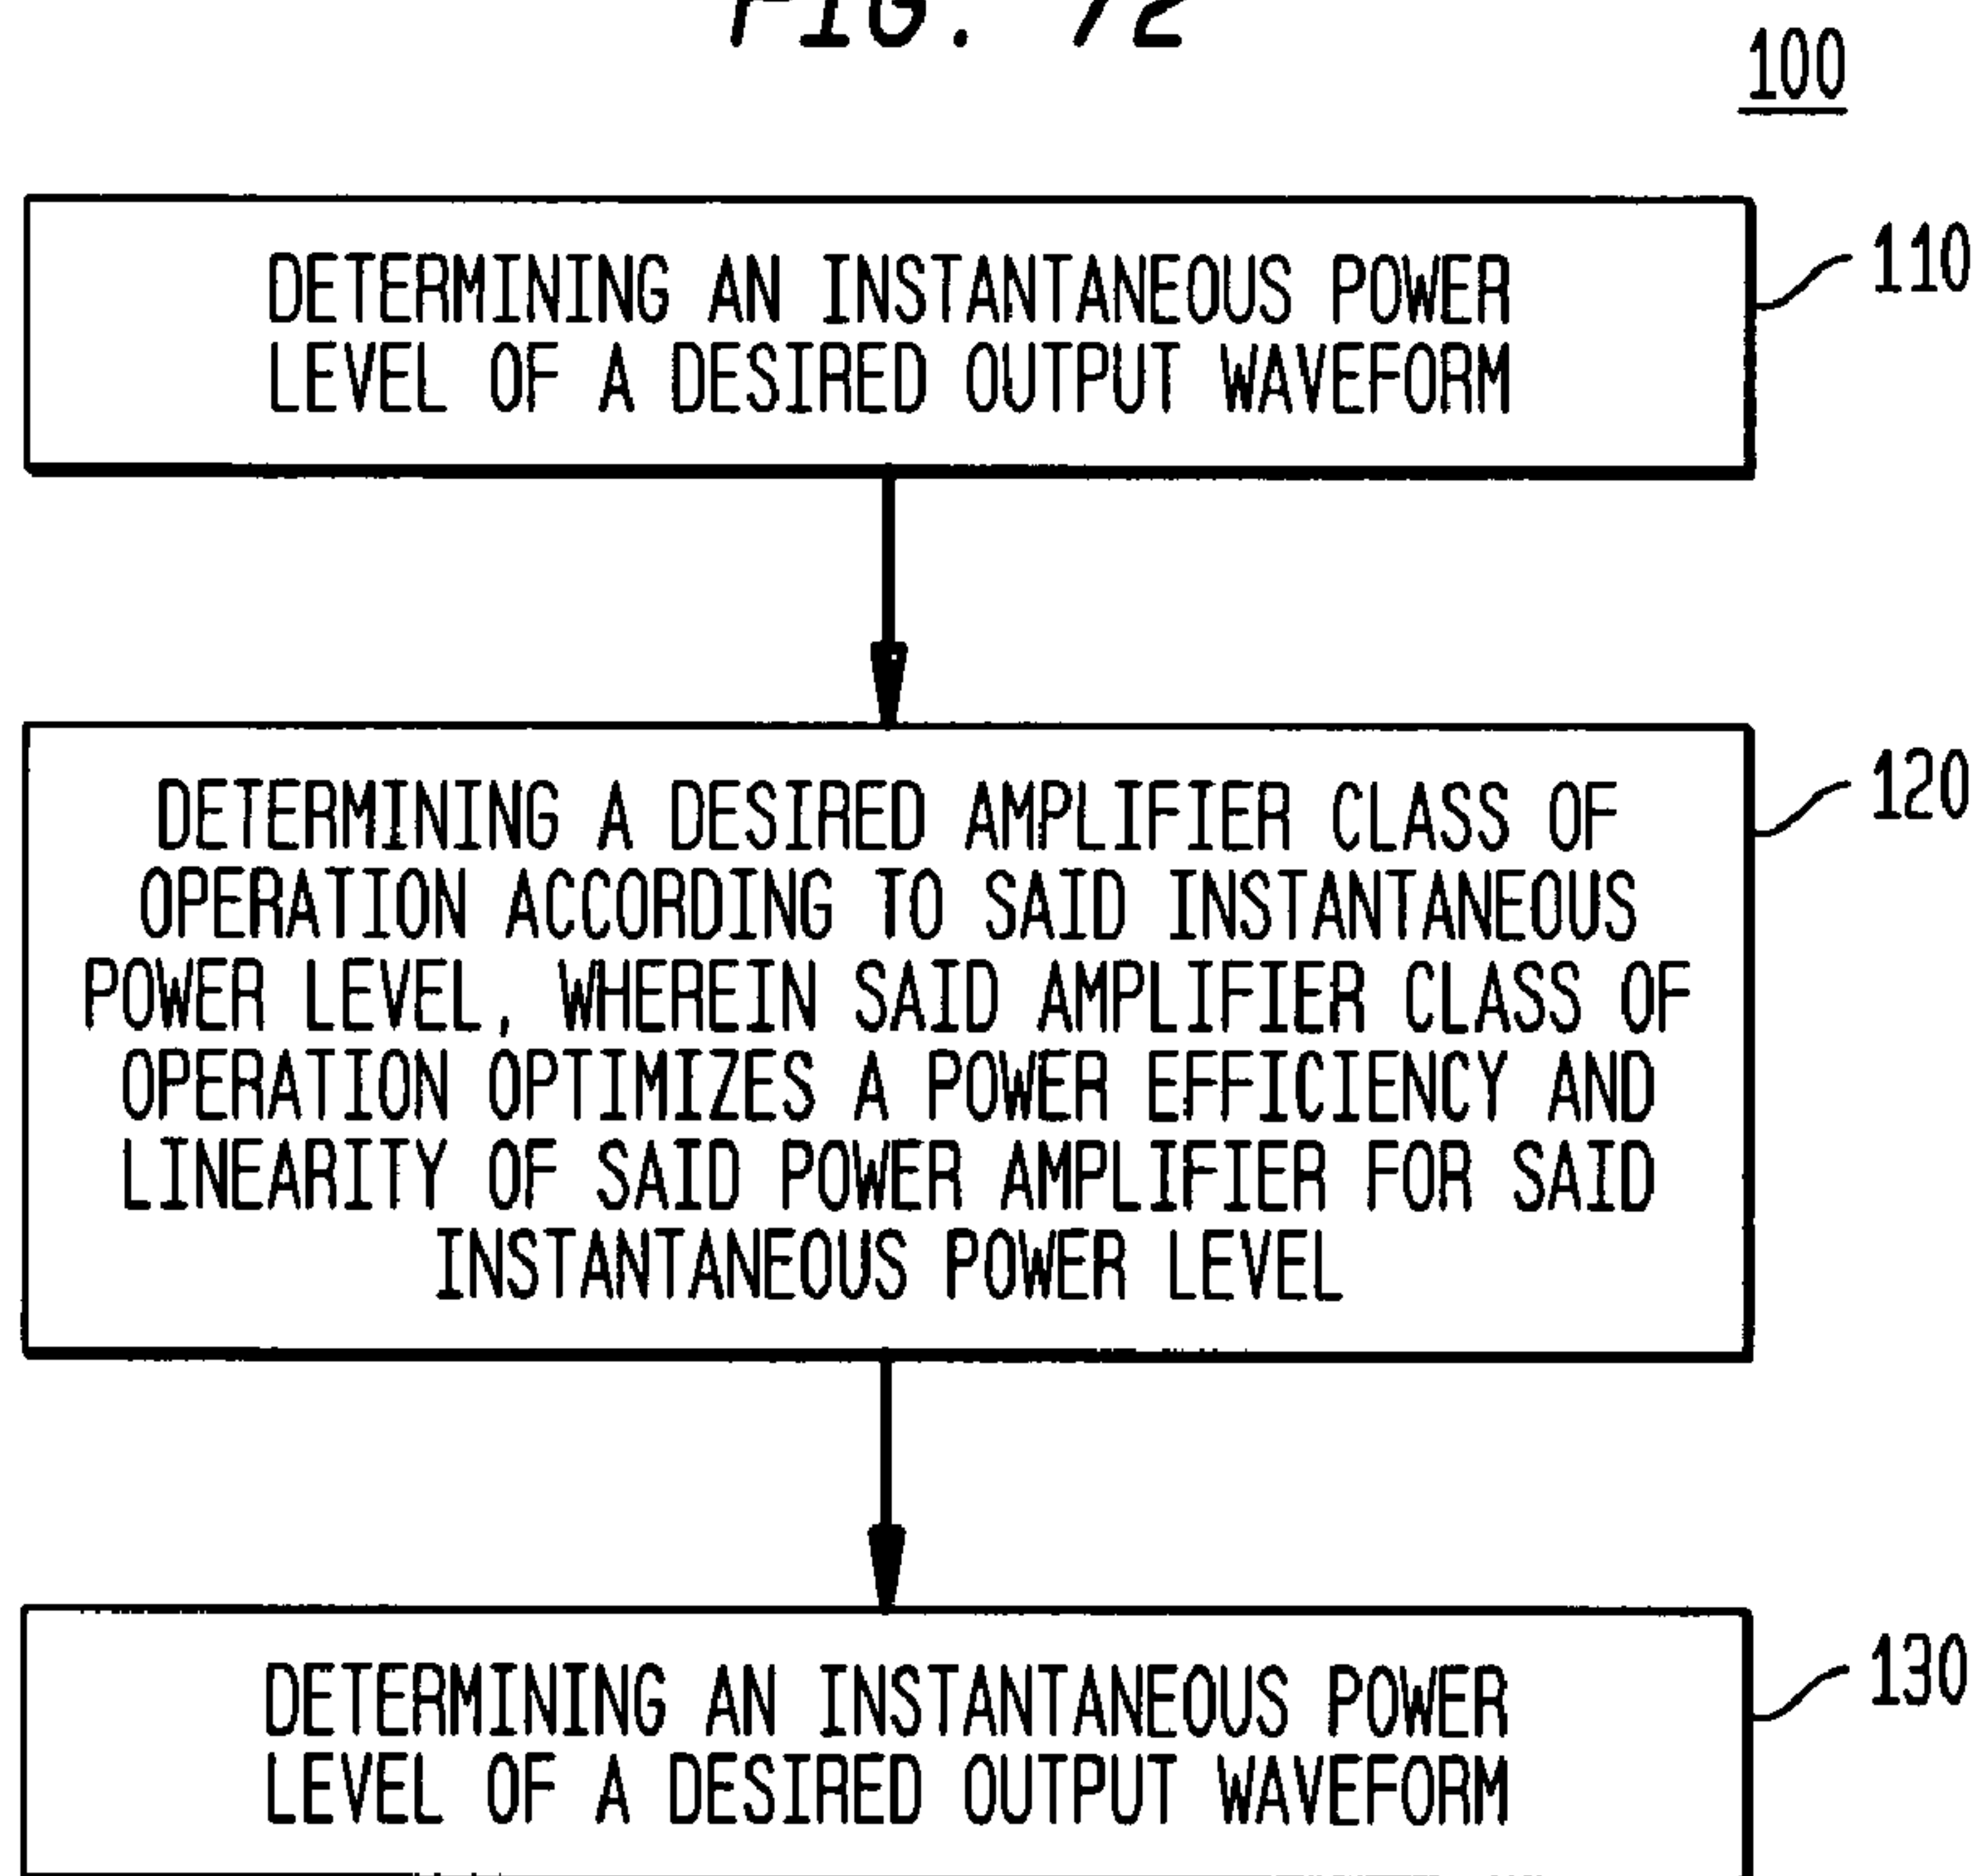 FIG. 72
100
DETERMINING AN INSTANTANEOUS POWER
LEVEL OF A DESIRED OUTPUT WAVEFORM
110
DETERMINING A DESIRED AMPLIFIER CLASS OF
OPERATION ACCORDING TO SAID INSTANTANEOUS
POWER LEVEL, WHEREIN SAID AMPLIFIER CLASS OF
OPERATION OPTIMIZES A POWER EFFICIENCY AND
LINEARITY OF SAID POWER AMPLIFIER FOR SAID
INSTANTANEOUS POWER LEVEL
120
DETERMINING AN INSTANTANEOUS POWER
LEVEL OF A DESIRED OUTPUT WAVEFORM
130